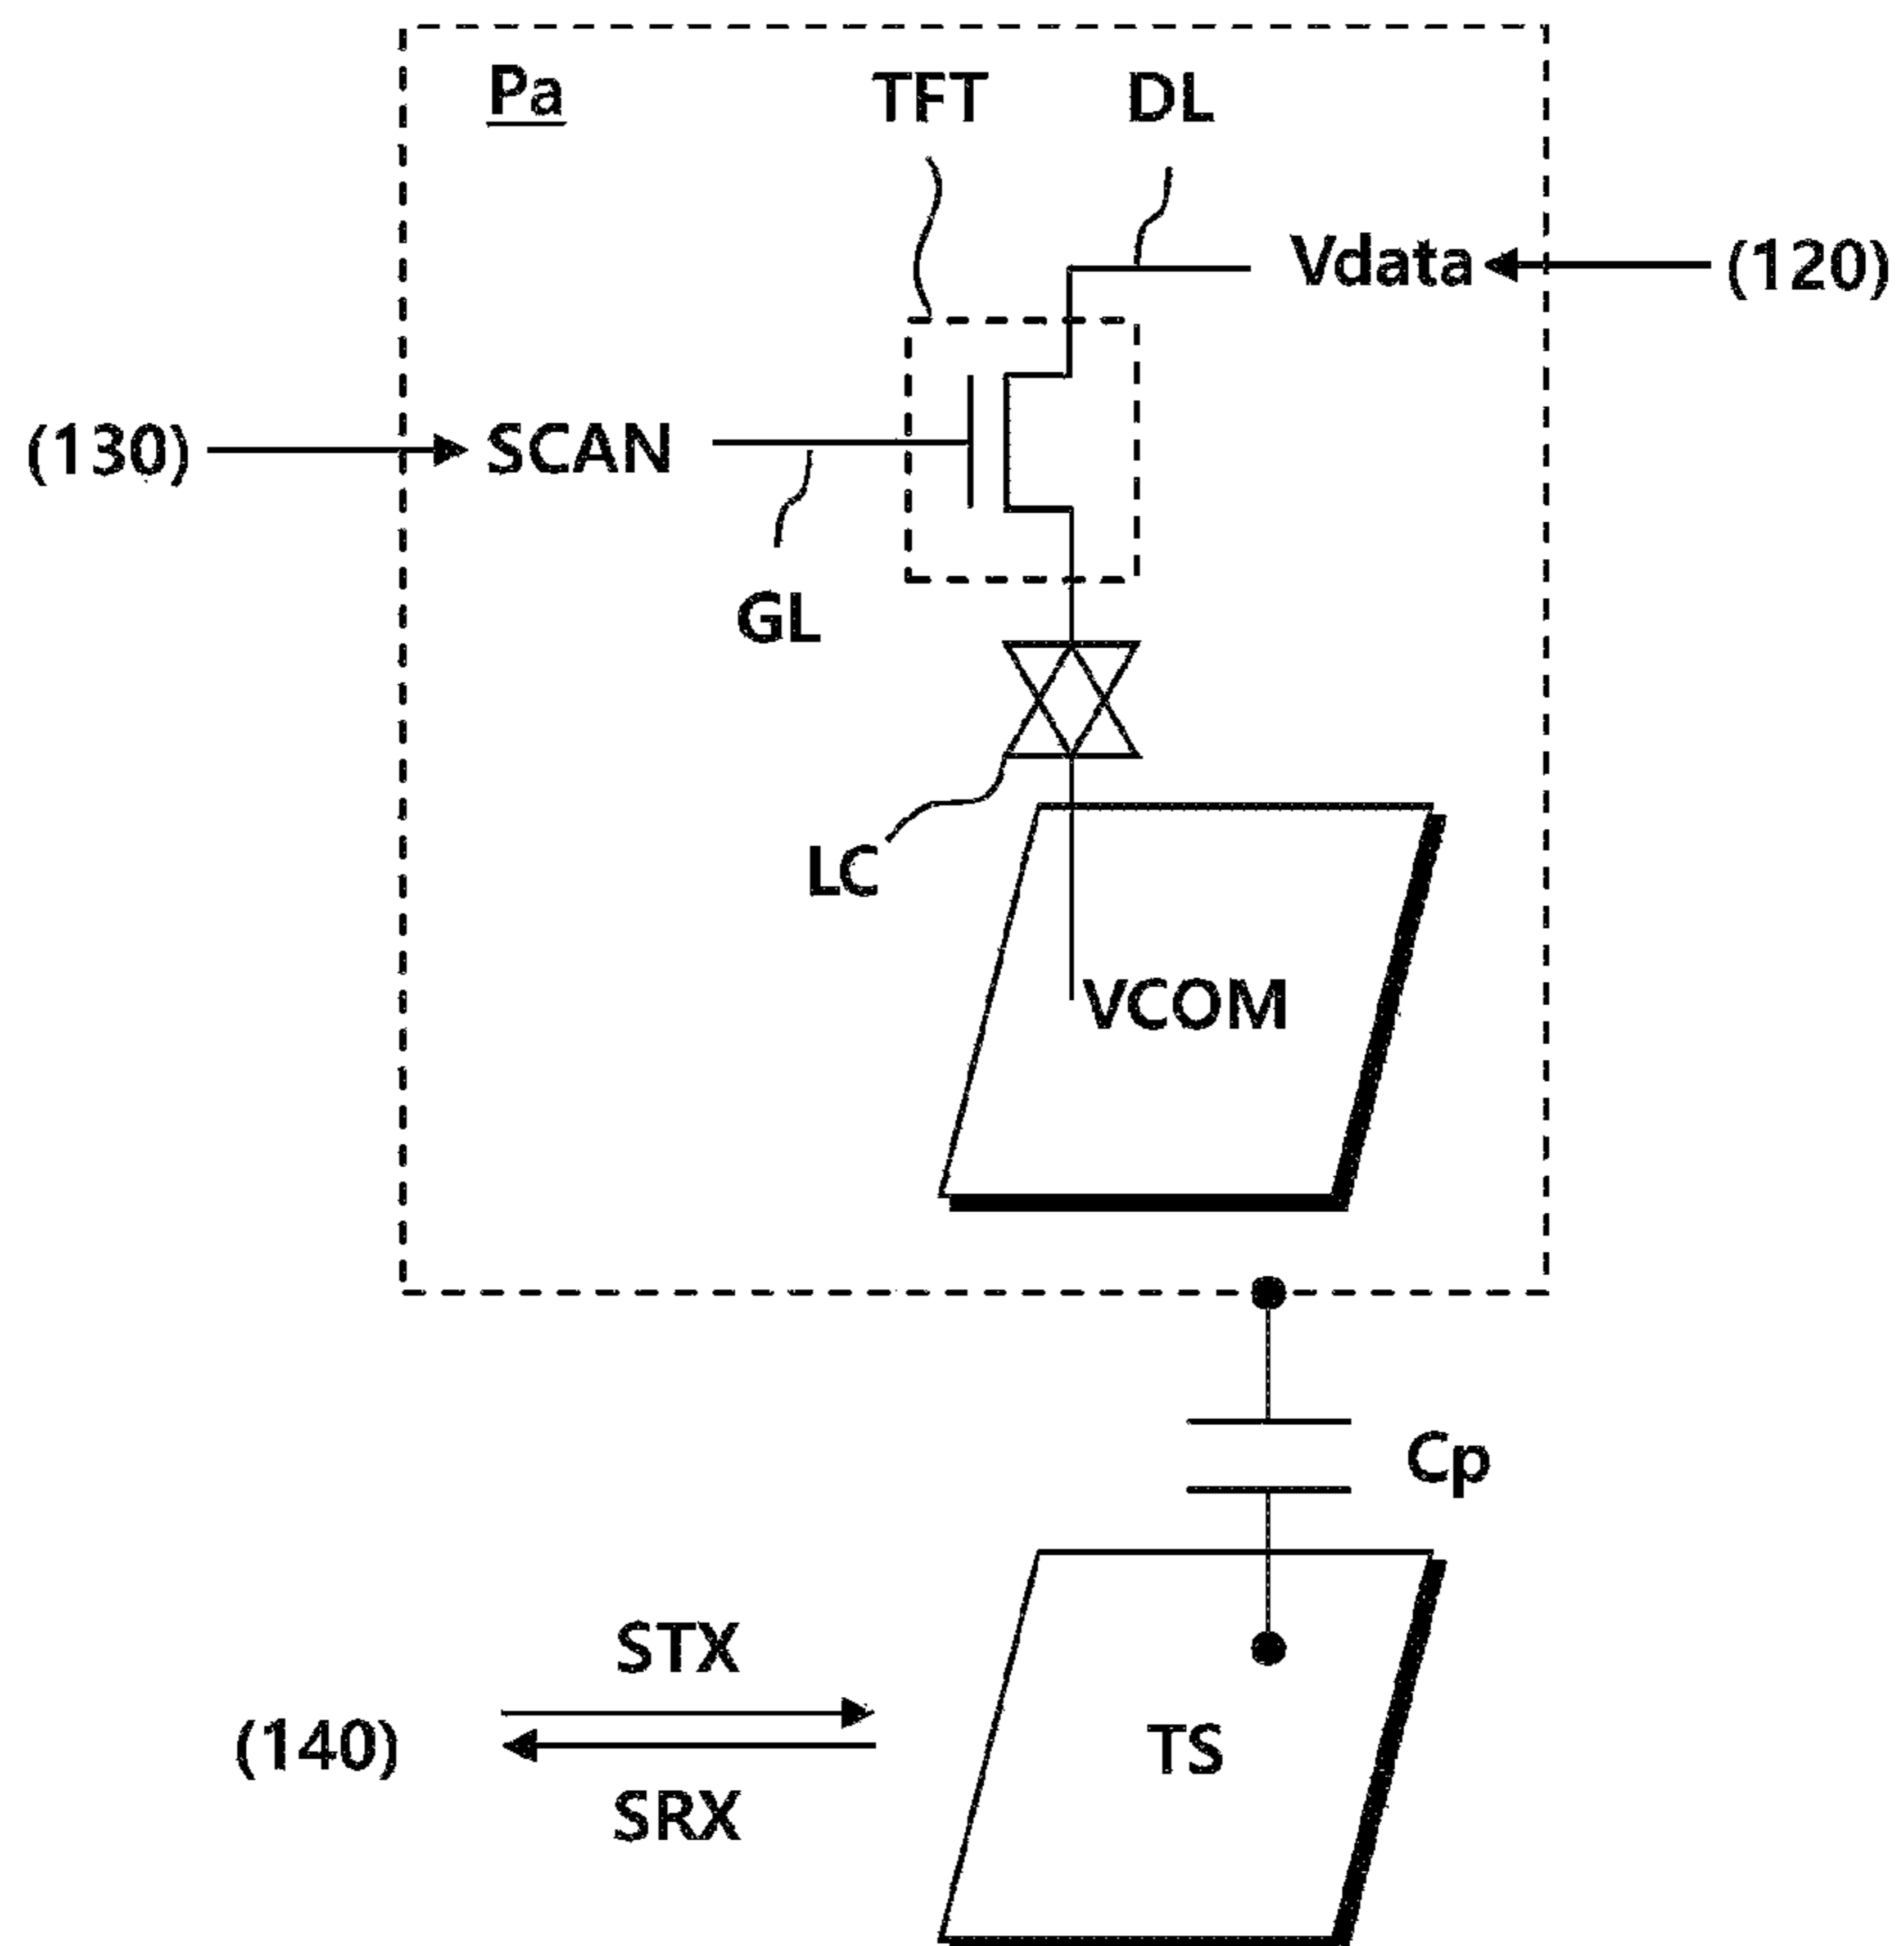 Pa
TFT
DL
Vdata
(120)
(130)
SCAN
GL
LC
VCOM
Cp
STX
(140)
TS
SRX